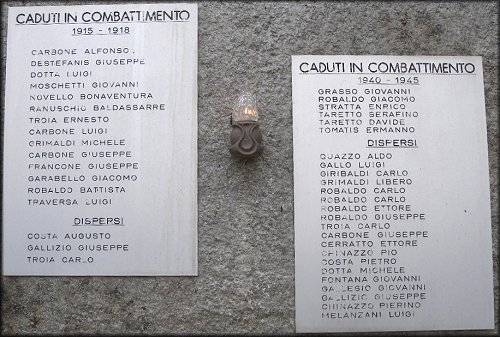 CADUTI IN COMBATTIMENTO
1915 - 1918
CARBONE ALFONSO.
DESTEFANIS GIUSEPPE
DOTTA LUIGI
MOSCHETTI GIOVANNI
NOVELLO BONAVENTURA
RANUSCHIO BALDASSARRE
TROIA ERNESTO
CARBONE LUIGI
GRIMALDI MICHELE
CARBONE GIUSEPPE
FRANCONE GIUSEPPE
GARABELLO GIACOMO
ROBALDO BATTISTA
TRAVERSA LUIGI
DISPERSI
COSTA AUGUSTO
GALLIZIO GIUSEPPE
TROIA CARLO
CADUTI IN COMBATTIMENTO
1940 - 1945
GRASSO GIOVANNI
ROBALDO GIACOMO
STRATTA ENRICO
TARETTO SERAFINO
TARETTO DAVIDE
TOMATIS ERMANNO
DISPERSI
QUAZZO ALDO
GALLO LUIGI
GIRIBALDI CARLO
GRIMALDI LIBERO
ROBALDO CARLO
ROBALDO CARLO
ROBALDO ETTORE
ROBALDO GIUSEPPE
TROIA CARLO
CARBONE GIUSEPPE
CERRATTO ETTORE
CHINAZZO PIO
COSTA PIETRO
DOTTA MICHELE
FONTANA GIOVANNI
GALLESIO GIOVANNI
GALLIZIO GIUSEPPE
CHINAZZO PIERINO
MELANZANI LUIGI